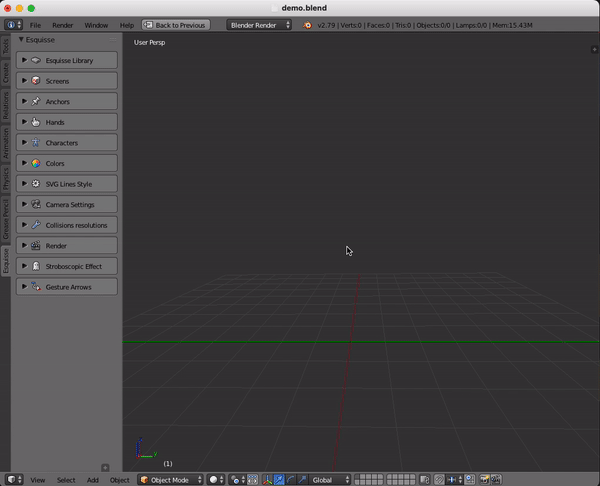 demo.blend
File Render Window Help Back to Previous Blender Render v2.79 | Verts:0 | Faces:0 | Tris:0 | Objects:0/0 | Lamps:0/0 | Mem:15.43M
Esquisse
User Persp
Tools
Create
Relations
Animation
Physics
Grease Pencil
Esquisse
Esquisse Library
Screens
Anchors
Hands
Characters
Colors
SVG Lines Style
Camera Settings
Collisions resolutions
Render
Stroboscopic Effect
Gesture Arrows
(1)
View Select Add Object Object Mode Global